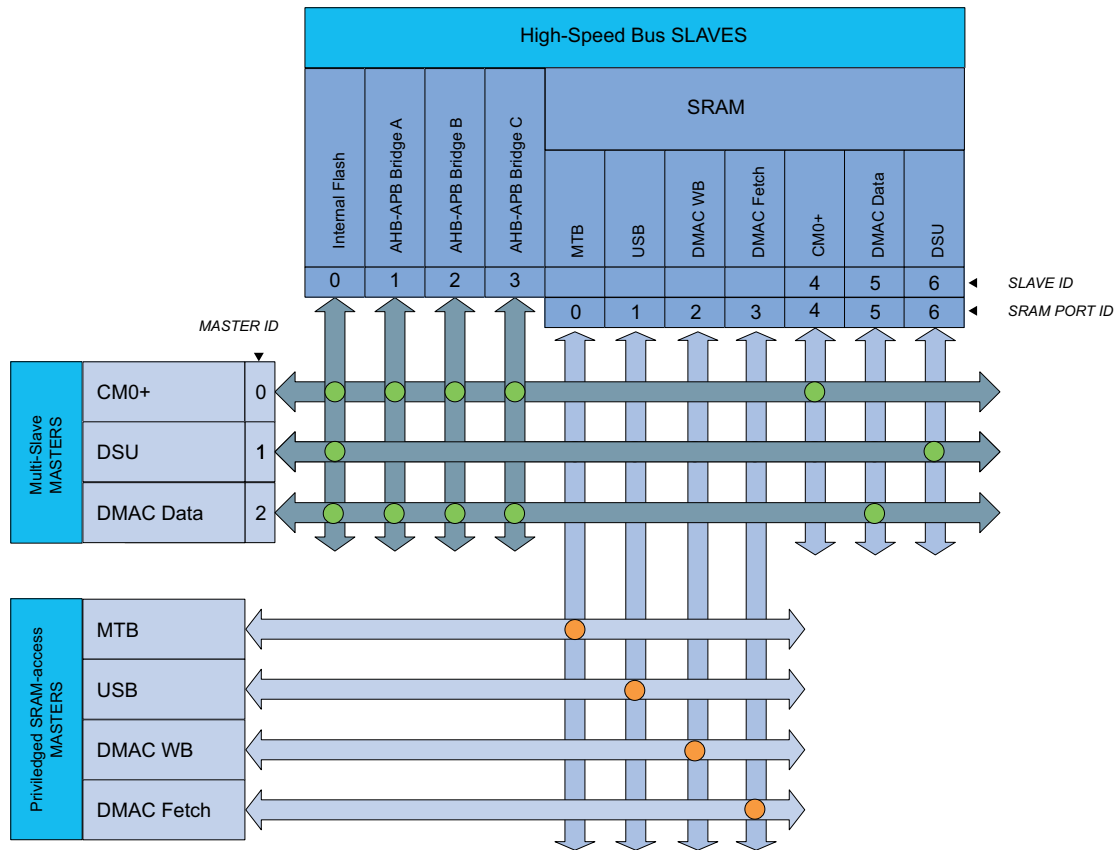 High-Speed Bus SLAVES
SRAM
Internal Flash
AHB-APB Bridge A
AHB-APB Bridge B
AHB-APB Bridge C
MTB
USB
DMAC WB
DMAC Fetch
CM0+
DMAC Data
DSU
0 1 2 3 4 5 6 SLAVE ID
0 1 2 3 4 5 6 SRAM PORT ID
MASTER ID
Multi-Slave
MASTERS
CM0+ 0
DSU 1
DMAC Data 2
Priviledged SRAM-access
MASTERS
MTB
USB
DMAC WB
DMAC Fetch